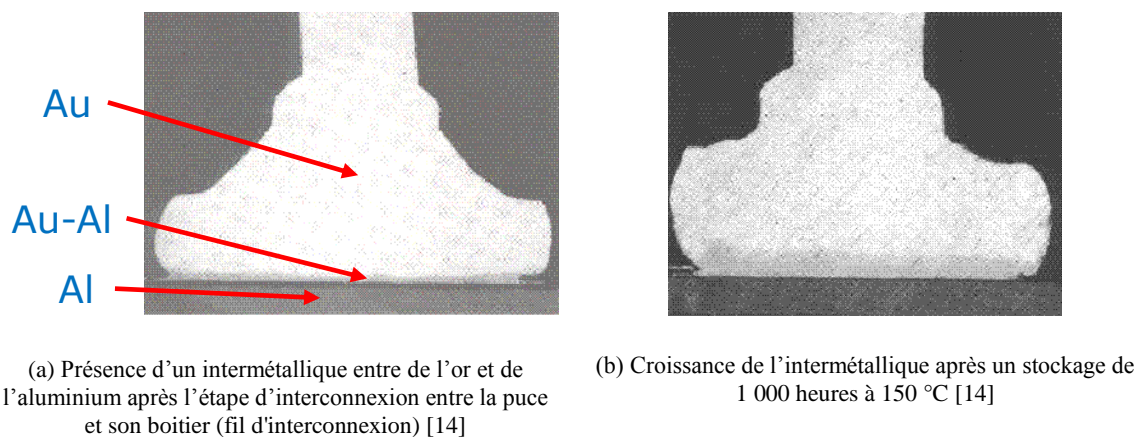 Au
Au-Al
Al
(a) Présence d’un intermétallique entre de l’or et de
l’aluminium après l’étape d’interconnexion entre la puce
et son boitier (fil d'interconnexion) [14]
(b) Croissance de l’intermétallique après un stockage de
1 000 heures à 150 °C [14]